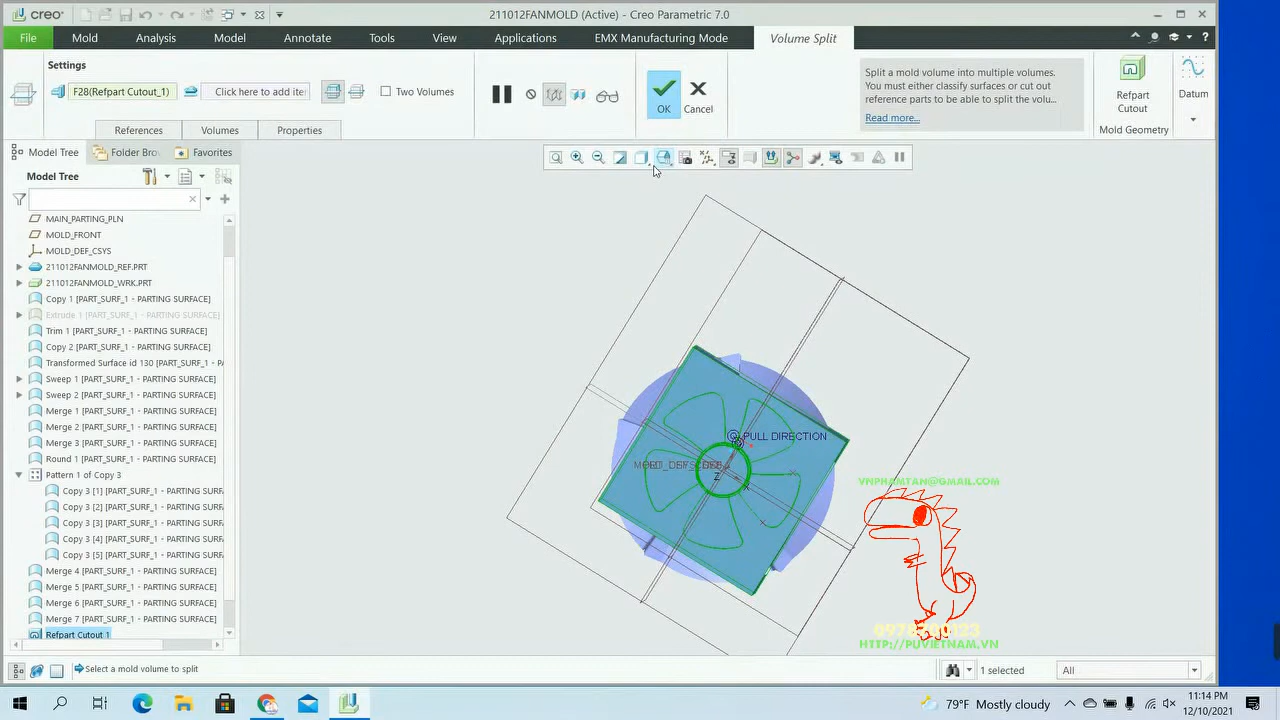 creo
211012FANMOLD (Active) - Creo Parametric 7.0
File Mold Analysis Model Annotate Tools View Applications EMX Manufacturing Mode Volume Split
Settings
F28(Refpart Cutout_1) Click here to add iter Two Volumes
OK Cancel
Split a mold volume into multiple volumes.
You must either classify surfaces or cut out
reference parts to be able to split the volu...
Read more...
Refpart
Cutout
Datum
Mold Geometry
References Volumes Properties
Model Tree Folder Bro Favorites
Model Tree
MAIN_PARTING_PLN
MOLD_FRONT
MOLD_DEF_CSYS
211012FANMOLD_REF.PRT
211012FANMOLD_WRK.PRT
Copy 1 [PART_SURF_1 - PARTING SURFACE]
Extrude 1 [PART_SURF_1 - PARTING SURFACE]
Trim 1 [PART_SURF_1 - PARTING SURFACE]
Copy 2 [PART_SURF_1 - PARTING SURFACE]
Transformed Surface id 130 [PART_SURF_1 - P
Sweep 1 [PART_SURF_1 - PARTING SURFACE]
Sweep 2 [PART_SURF_1 - PARTING SURFACE]
Merge 1 [PART_SURF_1 - PARTING SURFACE]
Merge 2 [PART_SURF_1 - PARTING SURFACE]
Merge 3 [PART_SURF_1 - PARTING SURFACE]
Round 1 [PART_SURF_1 - PARTING SURFACE]
Pattern 1 of Copy 3
Copy 3 [1] [PART_SURF_1 - PARTING SURF
Copy 3 [2] [PART_SURF_1 - PARTING SURF
Copy 3 [3] [PART_SURF_1 - PARTING SURF
Copy 3 [4] [PART_SURF_1 - PARTING SURF
Copy 3 [5] [PART_SURF_1 - PARTING SURF
Merge 4 [PART_SURF_1 - PARTING SURFACE]
Merge 5 [PART_SURF_1 - PARTING SURFACE]
Merge 6 [PART_SURF_1 - PARTING SURFACE]
Merge 7 [PART_SURF_1 - PARTING SURFACE]
Refpart Cutout 1
PULL DIRECTION
VNPHAMTAN@GMAIL.COM
HTTP://PUVIETNAM.VN
Select a mold volume to split
1 selected
All
79°F Mostly cloudy
11:14 PM
12/10/2021